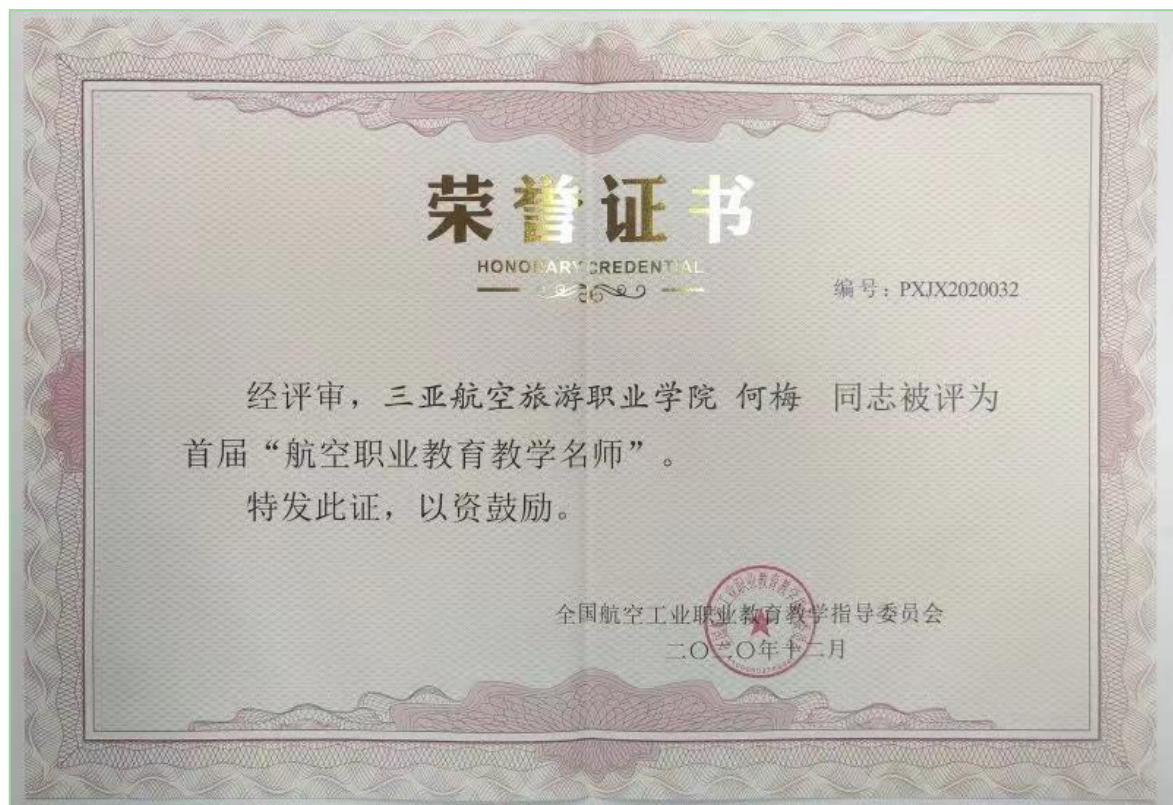 荣誉证书
HONORARY CREDENTIAL
编号：PXJX2020032
经评审，三亚航空旅游职业学院 何梅 同志被评为
首届“航空职业教育教学名师”。
特发此证，以资鼓励。
全国航空工业职业教育教学指导委员会
二〇二〇年十二月